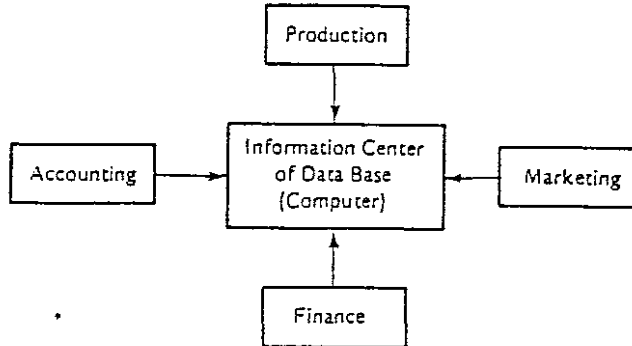 Production
Accounting
Information Center
of Data Base
(Computer)
Marketing
Finance